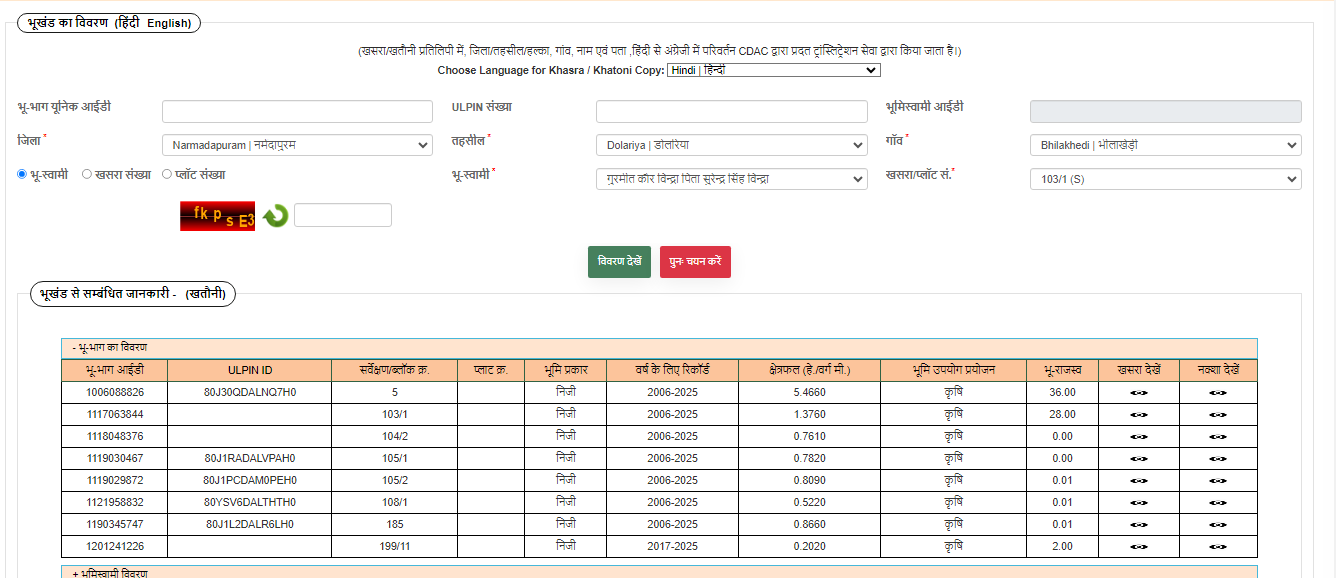 भूखंड का विवरण (हिंदी English)
(खसरा/खतौनी प्रतिलिपी में, जिला/तहसील/हल्का, गांव, नाम एवं पता ,हिंदी से अंग्रेजी में परिवर्तन CDAC द्वारा प्रदत ट्रांस्लिट्रेशन सेवा द्वारा किया जाता है।)
Choose Language for Khasra / Khatoni Copy: Hindi | हिन्दी
भू-भाग यूनिक आईडी ULPIN संख्या भूमिस्वामी आईडी
जिला * Narmadapuram | नर्मदापुरम तहसील * Dolariya | डोलरिया गॉंव * Bhilakhedi | भीलाखेड़ी
भू-स्वामी खसरा संख्या प्लॉट संख्या भू-स्वामी * गुरमीत कौर विन्द्रा पिता सुरेन्द्र सिंह विन्द्रा खसरा/प्लॉट सं.* 103/1 (S)
fk p s E3
विवरण देखें पुनः चयन करें
भूखंड से सम्बंधित जानकारी - (खतौनी)
- भू-भाग का विवरण
भू-भाग आईडी ULPIN ID सर्वेक्षण/ब्लॉक क्र. प्लाट क्र. भूमि प्रकार वर्ष के लिए रिकॉर्ड क्षेत्रफल (हे./वर्ग मी.) भूमि उपयोग प्रयोजन भू-राजस्व खसरा देखें नक्शा देखें
1006088826 80J30QDALNQ7H0 5 निजी 2006-2025 5.4660 कृषि 36.00
1117063844 103/1 निजी 2006-2025 1.3760 कृषि 28.00
1118048376 104/2 निजी 2006-2025 0.7610 कृषि 0.00
1119030467 80J1RADALVPAH0 105/1 निजी 2006-2025 0.7820 कृषि 0.00
1119029872 80J1PCDAM0PEH0 105/2 निजी 2006-2025 0.8090 कृषि 0.01
1121958832 80YSV6DALTHTH0 108/1 निजी 2006-2025 0.5220 कृषि 0.01
1190345747 80J1L2DALR6LH0 185 निजी 2006-2025 0.8660 कृषि 0.01
1201241226 199/11 निजी 2017-2025 0.2020 कृषि 2.00
+ भूमिस्वामी विवरण